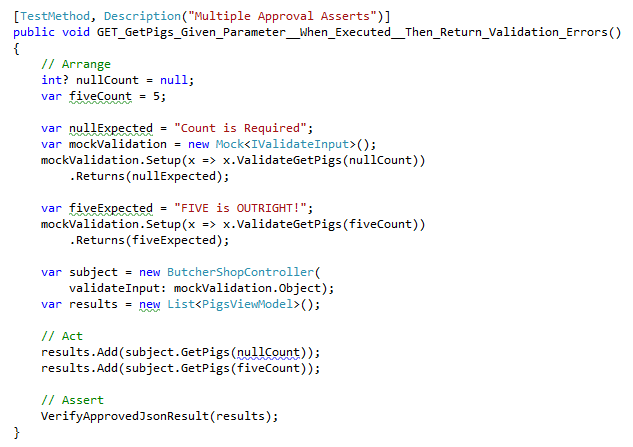 [TestMethod, Description("Multiple Approval Asserts")]
public void GET_GetPigs_Given_Parameter__When_Executed__Then_Return_Validation_Errors()
{
    // Arrange
    int? nullCount = null;
    var fiveCount = 5;

    var nullExpected = "Count is Required";
    var mockValidation = new Mock<IValidateInput>();
    mockValidation.Setup(x => x.ValidateGetPigs(nullCount))
        .Returns(nullExpected);

    var fiveExpected = "FIVE is OUTRIGHT!";
    mockValidation.Setup(x => x.ValidateGetPigs(fiveCount))
        .Returns(fiveExpected);

    var subject = new ButcherShopController(
        validateInput: mockValidation.Object);
    var results = new List<PigsViewModel>();

    // Act
    results.Add(subject.GetPigs(nullCount));
    results.Add(subject.GetPigs(fiveCount));

    // Assert
    VerifyApprovedJsonResult(results);
}